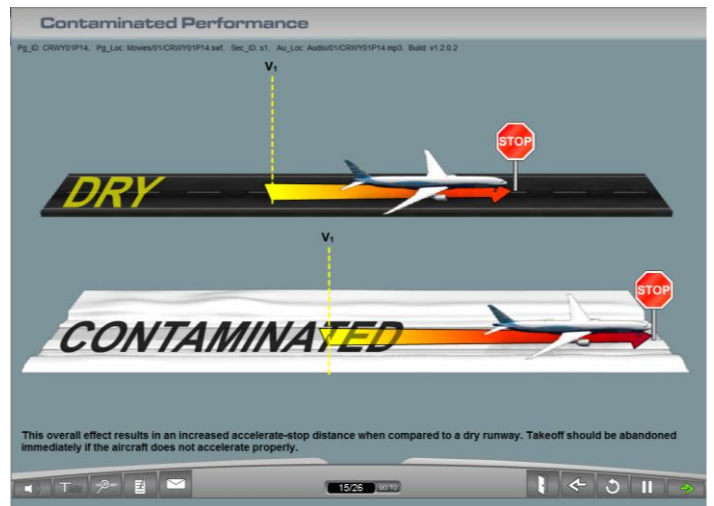 Contaminated Performance
Pg_ID: CRWY01P14, Pg_Loc: Movies/01/CRWY01P14.swf, Sec_ID: s1, Au_Loc: Audio/01/CRWY01P14.mp3, Build: v1.2.0.2
V1
STOP
DRY
V1
STOP
CONTAMINATED
This overall effect results in an increased accelerate-stop distance when compared to a dry runway. Takeoff should be abandoned
immediately if the aircraft does not accelerate properly.
T
15/26 GO TO